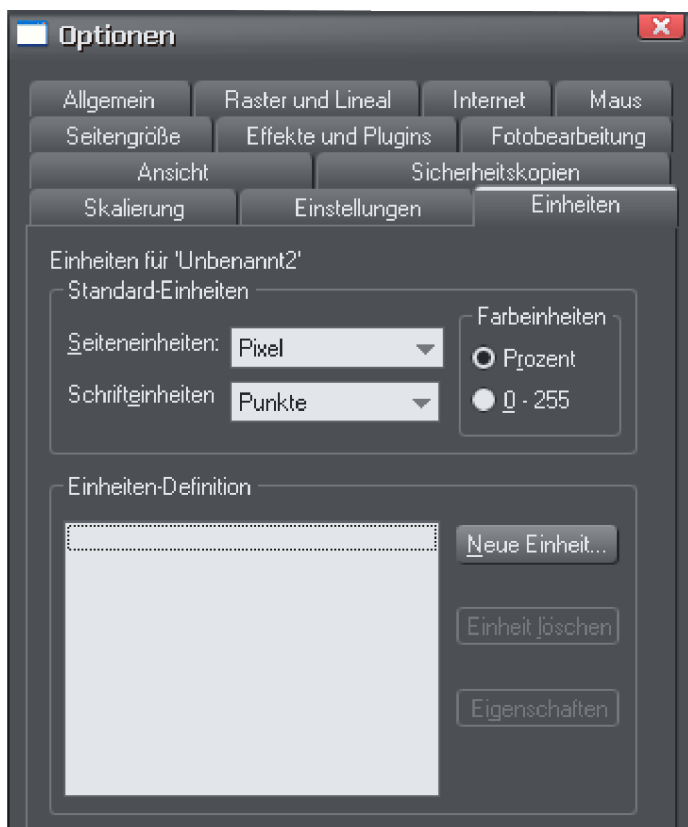 Optionen
Allgemein Raster und Lineal Internet Maus
Seitengröße Effekte und Plugins Fotobearbeitung
Ansicht Sicherheitskopien
Skalierung Einstellungen Einheiten
Einheiten für 'Unbenannt2'
Standard-Einheiten
Seiteneinheiten: Pixel
Schrifteinheiten Punkte
Farbeinheiten
Prozent
0 - 255
Einheiten-Definition
Neue Einheit...
Einheit löschen
Eigenschaften